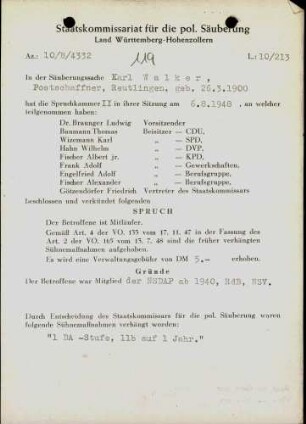 Staatskommissariat für die pol. Säuberung
Land Württemberg-Hohenzollern
Az.: 10/8/4332 119 L: 10/213
In der Säuberungssache Karl Walker,
Postschaffner, Reutlingen, geb. 26.3.1900
hat die Spruchkammer II in ihrer Sitzung am 6.8.1948, an welcher
teilgenommen haben:
Dr. Braunger Ludwig Vorsitzender
Baumann Thomas Beisitzer — CDU,
Wizemann Karl „ — SPD,
Hahn Wilhelm „ — DVP,
Fischer Albert jr. „ — KPD,
Frank Adolf „ — Gewerkschaften,
Engelfried Adolf „ — Berufsgruppe,
Fischer Alexander „ — Berufsgruppe,
Götzendörfer Friedrich Vertreter des Staatskommissars
beschlossen und verkündet folgenden
SPRUCH
Der Betroffene ist Mitläufer.
Gemäß Art. 4 der VO. 133 vom 17. 11. 47 in der Fassung des
Art. 2 der VO. 165 vom 15. 7. 48 sind die früher verhängten
Sühnemaßnahmen aufgehoben.
Es wird eine Verwaltungsgebühr von DM 5.— erhoben.
Gründe
Der Betroffene war Mitglied der NSDAP ab 1940, RdB, NSV.
Durch Entscheidung des Staatskommissars für die pol. Säuberung waren
folgende Sühnemaßnahmen verhängt worden:
"1 DA -Stufe, 11b auf 1 Jahr."